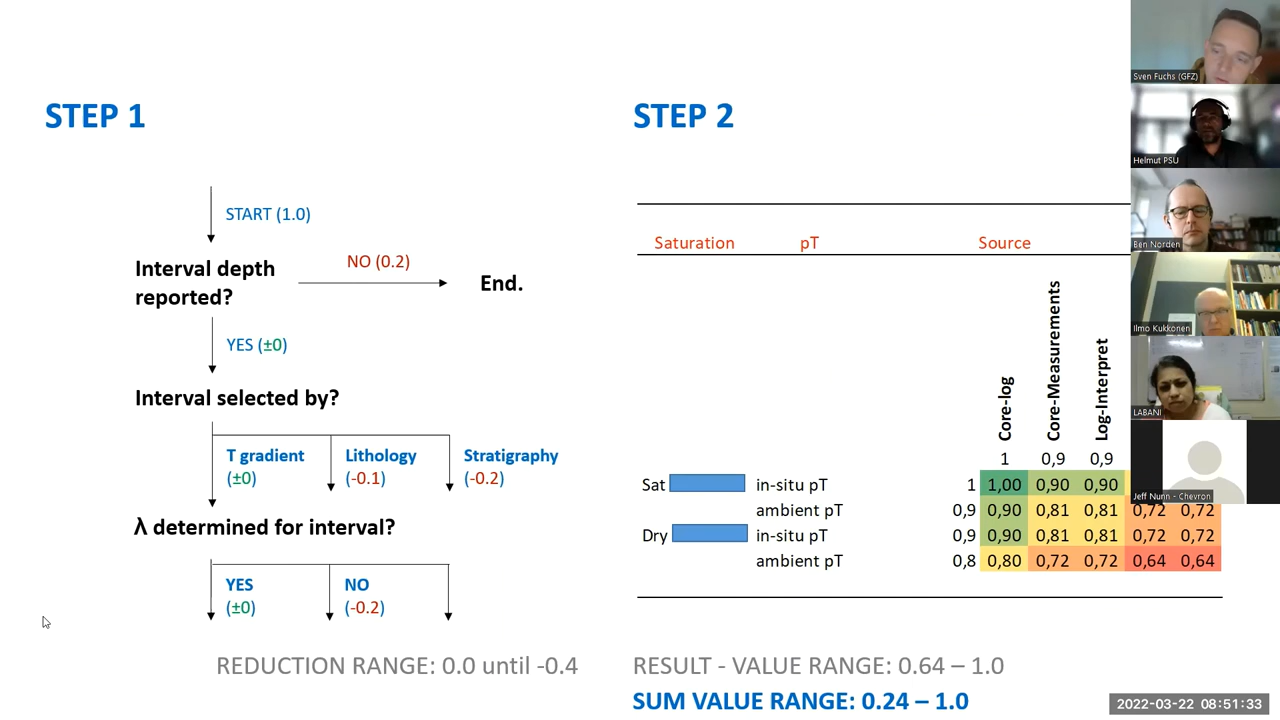 STEP 1
START (1.0)
Interval depth
reported?
NO (0.2)
End.
YES (±0)
Interval selected by?
T gradient
(±0)
Lithology
(-0.1)
Stratigraphy
(-0.2)
λ determined for interval?
YES
(±0)
NO
(-0.2)
REDUCTION RANGE: 0.0 until -0.4
STEP 2
Saturation pT Source
Core-log
Core-Measurements
Log-Interpret
1 0,9 0,9
Sat in-situ pT 1 1,00 0,90 0,90
ambient pT 0,9 0,90 0,81 0,81 0,72 0,72
Dry in-situ pT 0,9 0,90 0,81 0,81 0,72 0,72
ambient pT 0,8 0,80 0,72 0,72 0,64 0,64
RESULT - VALUE RANGE: 0.64 – 1.0
SUM VALUE RANGE: 0.24 – 1.0
Sven Fuchs (GFZ)
Helmut PSU
Ben Norden
Ilmo Kukkonen
LABANI
Jeff Nunn - Chevron
2022-03-22 08:51:33